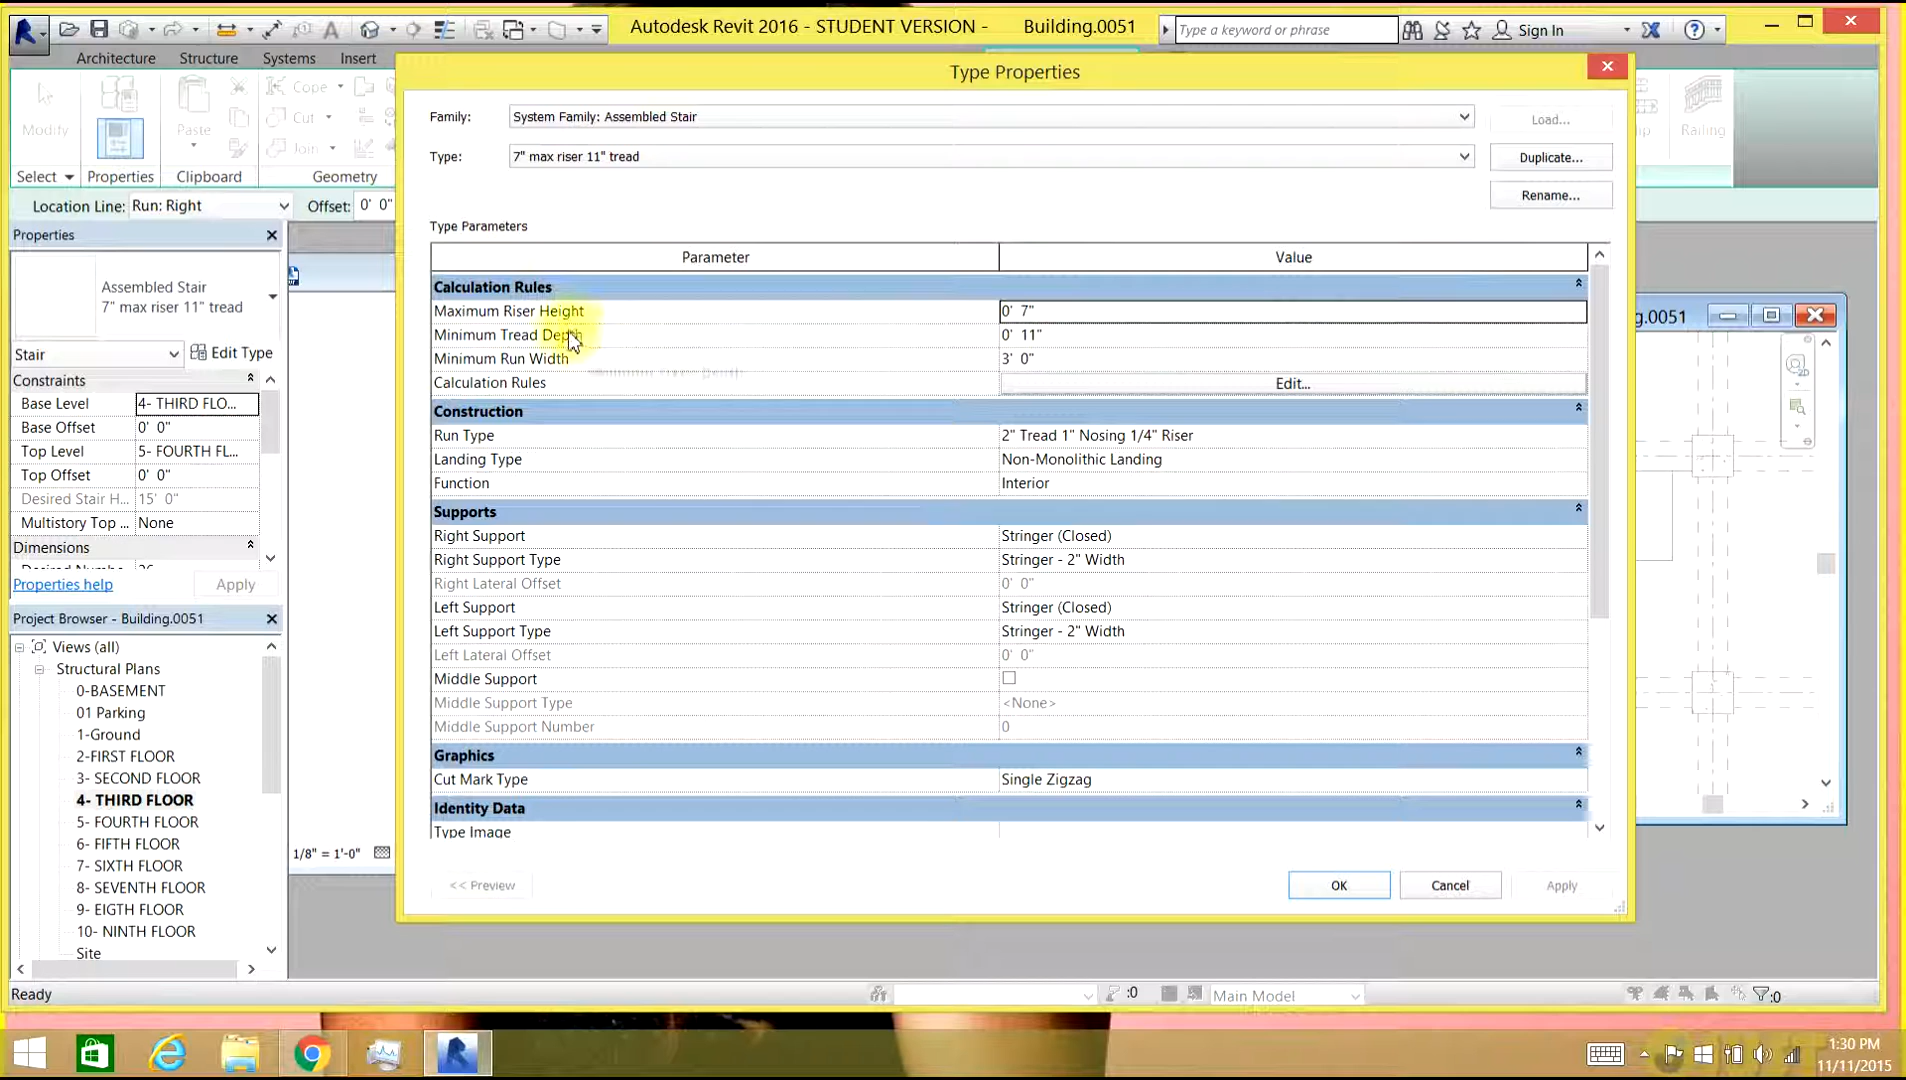 Autodesk Revit 2016 - STUDENT VERSION - Building.0051
Type a keyword or phrase
Sign In
Architecture Structure Systems Insert
Type Properties
Modify
Paste
Cope
Cut
Join
Railing
Select Properties Clipboard Geometry
Location Line: Run: Right Offset: 0' 0"
Properties
Assembled Stair
7" max riser 11" tread
Stair Edit Type
Constraints
Base Level 4- THIRD FLO...
Base Offset 0' 0"
Top Level 5- FOURTH FL...
Top Offset 0' 0"
Desired Stair H... 15' 0"
Multistory Top ... None
Dimensions
Properties help Apply
Project Browser - Building.0051
Views (all)
Structural Plans
0-BASEMENT
01 Parking
1-Ground
2-FIRST FLOOR
3- SECOND FLOOR
4- THIRD FLOOR
5- FOURTH FLOOR
6- FIFTH FLOOR
7- SIXTH FLOOR
8- SEVENTH FLOOR
9- EIGTH FLOOR
10- NINTH FLOOR
Site
Family: System Family: Assembled Stair Load...
Type: 7" max riser 11" tread Duplicate...
Rename...
Type Parameters
Parameter Value
Calculation Rules
Maximum Riser Height 0' 7"
Minimum Tread Depth 0' 11"
Minimum Run Width 3' 0"
Calculation Rules Edit...
Construction
Run Type 2" Tread 1" Nosing 1/4" Riser
Landing Type Non-Monolithic Landing
Function Interior
Supports
Right Support Stringer (Closed)
Right Support Type Stringer - 2" Width
Right Lateral Offset 0' 0"
Left Support Stringer (Closed)
Left Support Type Stringer - 2" Width
Left Lateral Offset 0' 0"
Middle Support
Middle Support Type <None>
Middle Support Number 0
Graphics
Cut Mark Type Single Zigzag
Identity Data
Type Image
<< Preview OK Cancel Apply
g.0051
2D
1/8" = 1'-0"
Ready
:0
Main Model
:0
1:30 PM
11/11/2015